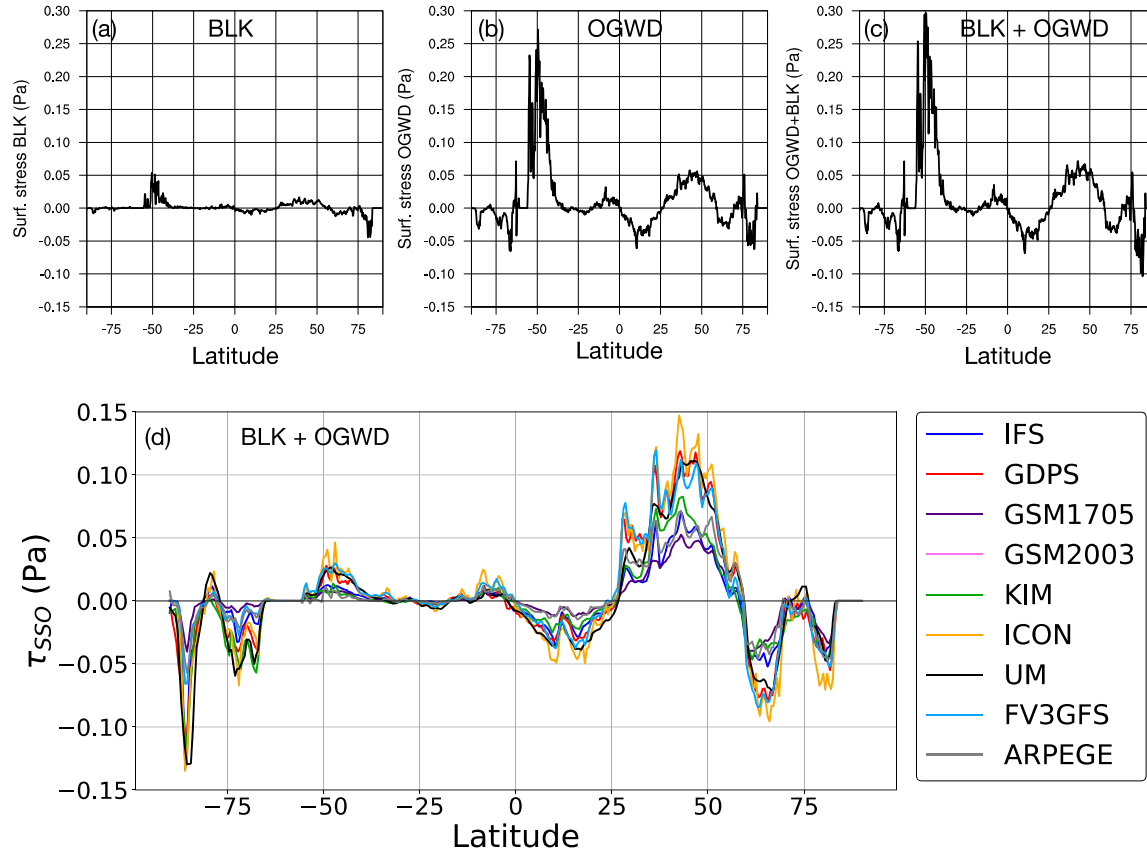 (a) BLK
Surf. stress BLK (Pa)
0.30
0.25
0.20
0.15
0.10
0.05
0.00
-0.05
-0.10
-0.15
-75 -50 -25 0 25 50 75
Latitude
(b) OGWD
Surf. stress OGWD (Pa)
0.30
0.25
0.20
0.15
0.10
0.05
0.00
-0.05
-0.10
-0.15
-75 -50 -25 0 25 50 75
Latitude
(c) BLK + OGWD
Surf. stress OGWD+BLK (Pa)
0.30
0.25
0.20
0.15
0.10
0.05
0.00
-0.05
-0.10
-0.15
-75 -50 -25 0 25 50 75
Latitude
(d) BLK + OGWD
τSSO (Pa)
0.15
0.10
0.05
0.00
−0.05
−0.10
−0.15
−75 −50 −25 0 25 50 75
Latitude
IFS
GDPS
GSM1705
GSM2003
KIM
ICON
UM
FV3GFS
ARPEGE